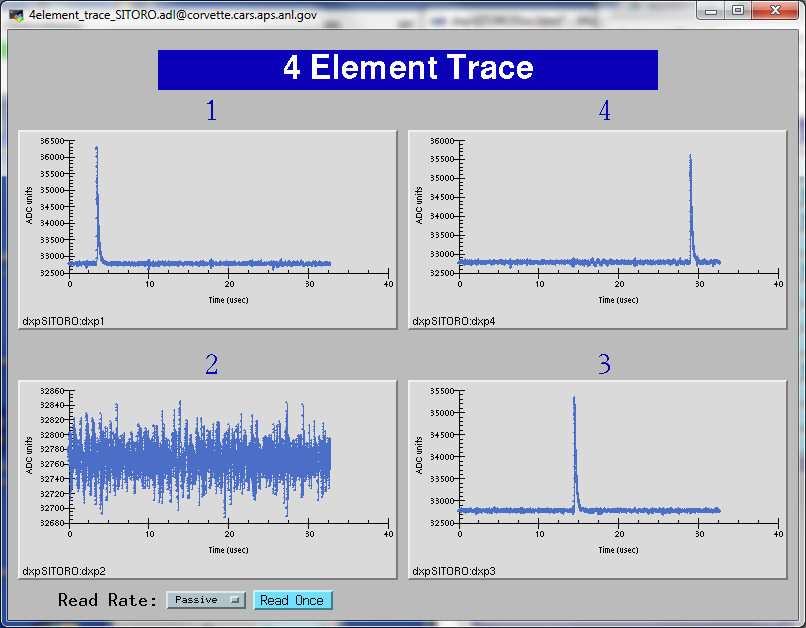 4element_trace_SITORO.adl@corvette.cars.aps.anl.gov
4 Element Trace
1
36500
36000
35500
35000
34500
34000
33500
33000
32500
ADC units
0 10 20 30 40
Time (usec)
dxpSITORO:dxp1
4
36000
35500
35000
34500
34000
33500
33000
32500
ADC units
0 10 20 30 40
Time (usec)
dxpSITORO:dxp4
2
32860
32840
32820
32800
32780
32760
32740
32720
32700
32680
ADC units
0 10 20 30 40
Time (usec)
dxpSITORO:dxp2
3
35500
35000
34500
34000
33500
33000
32500
ADC units
0 10 20 30 40
Time (usec)
dxpSITORO:dxp3
Read Rate: Passive Read Once